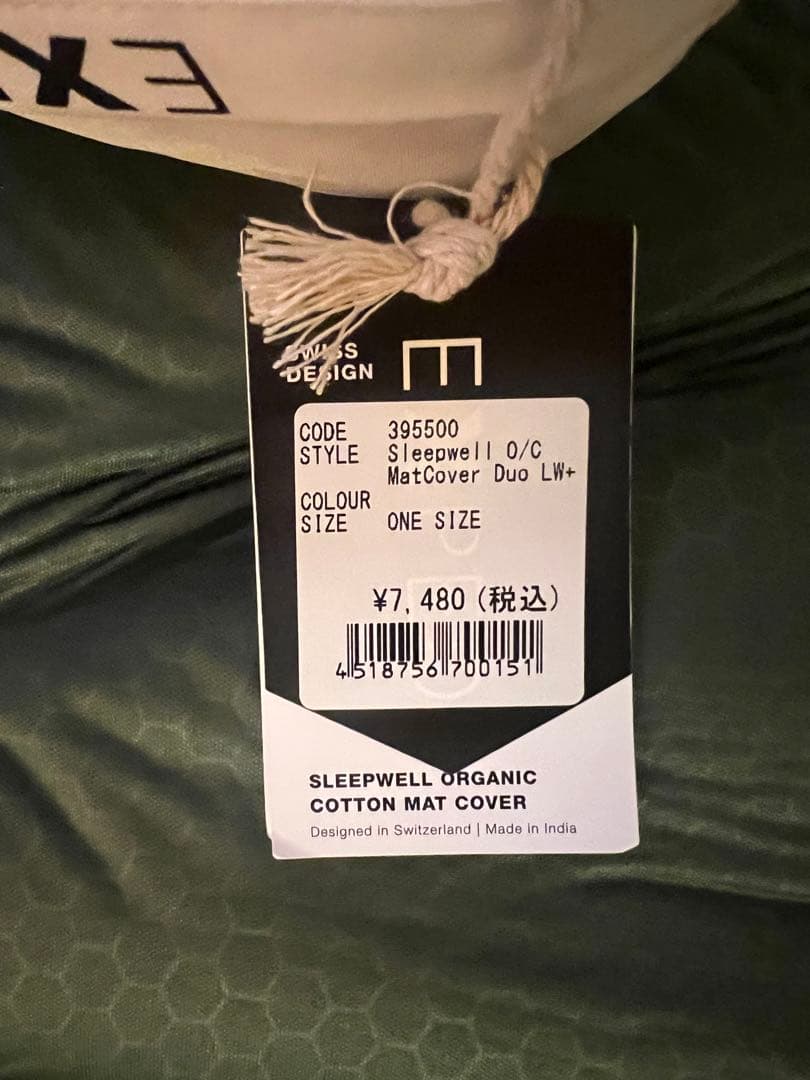 EX
SWISS
DESIGN
E
CODE 395500
STYLE Sleepwell O/C
MatCover Duo LW+
COLOUR
SIZE ONE SIZE
¥7,480(税込)
4518756700151
SLEEPWELL ORGANIC
COTTON MAT COVER
Designed in Switzerland | Made in India